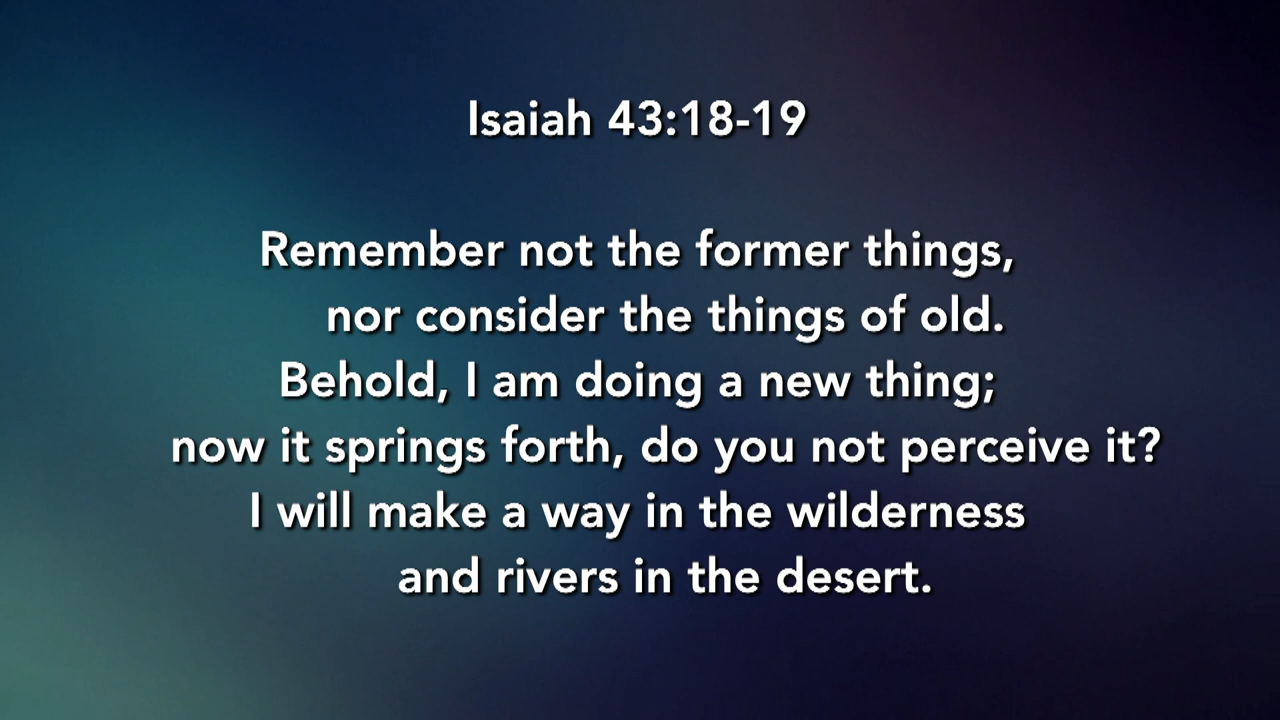 Isaiah 43:18-19
Remember not the former things,
nor consider the things of old.
Behold, I am doing a new thing;
now it springs forth, do you not perceive it?
I will make a way in the wilderness
and rivers in the desert.